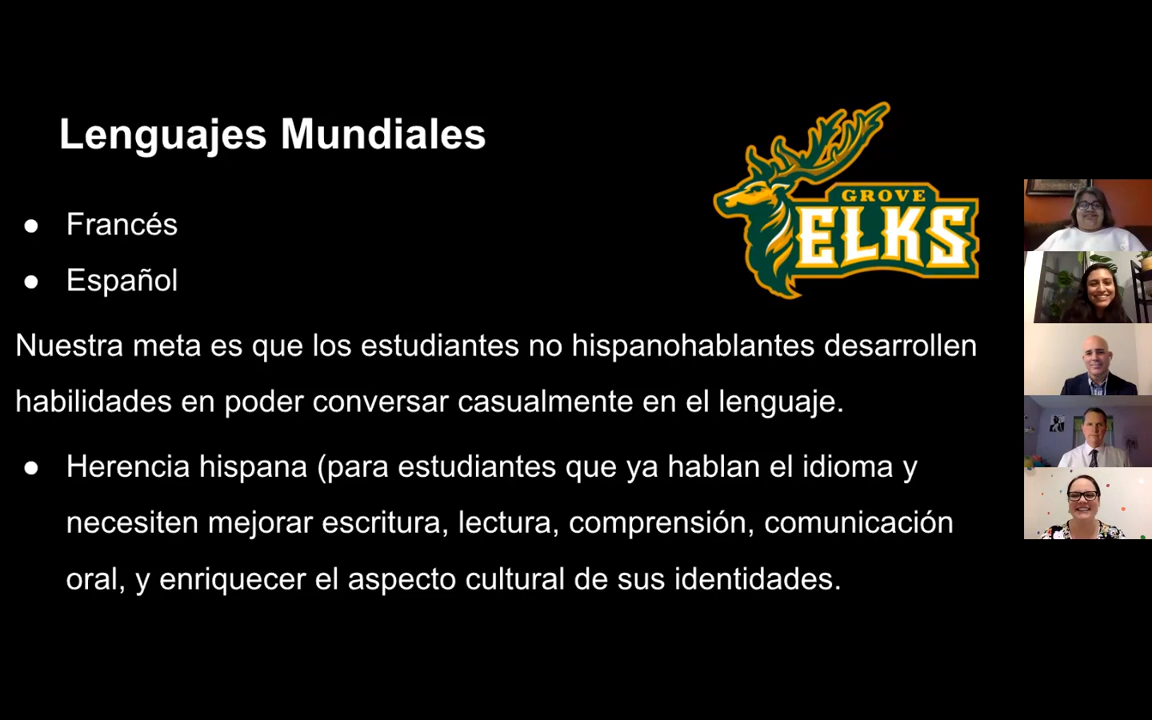 Lenguajes Mundiales
GROVE
ELKS
● Francés
● Español
Nuestra meta es que los estudiantes no hispanohablantes desarrollen
habilidades en poder conversar casualmente en el lenguaje.
● Herencia hispana (para estudiantes que ya hablan el idioma y
necesiten mejorar escritura, lectura, comprensión, comunicación
oral, y enriquecer el aspecto cultural de sus identidades.